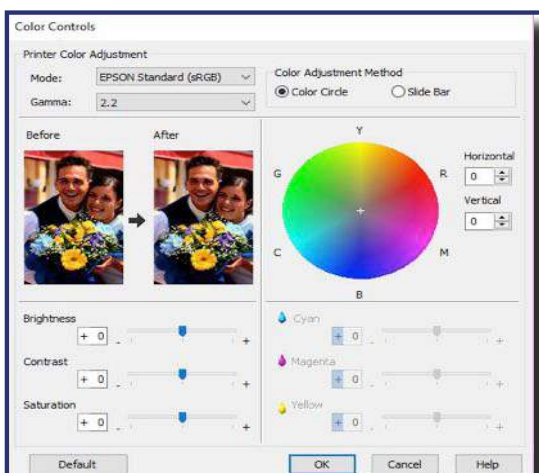 Color Controls
Printer Color Adjustment
Mode: EPSON Standard (sRGB)
Gamma: 2.2
Color Adjustment Method
Color Circle Slide Bar
Before After
Y
G R
C M
B
Horizontal
0
Vertical
0
Brightness
+ 0 - +
Contrast
+ 0 - +
Saturation
+ 0 - +
Cyan
+ 0 - +
Magenta
+ 0 - +
Yellow
+ 0 - +
Default OK Cancel Help